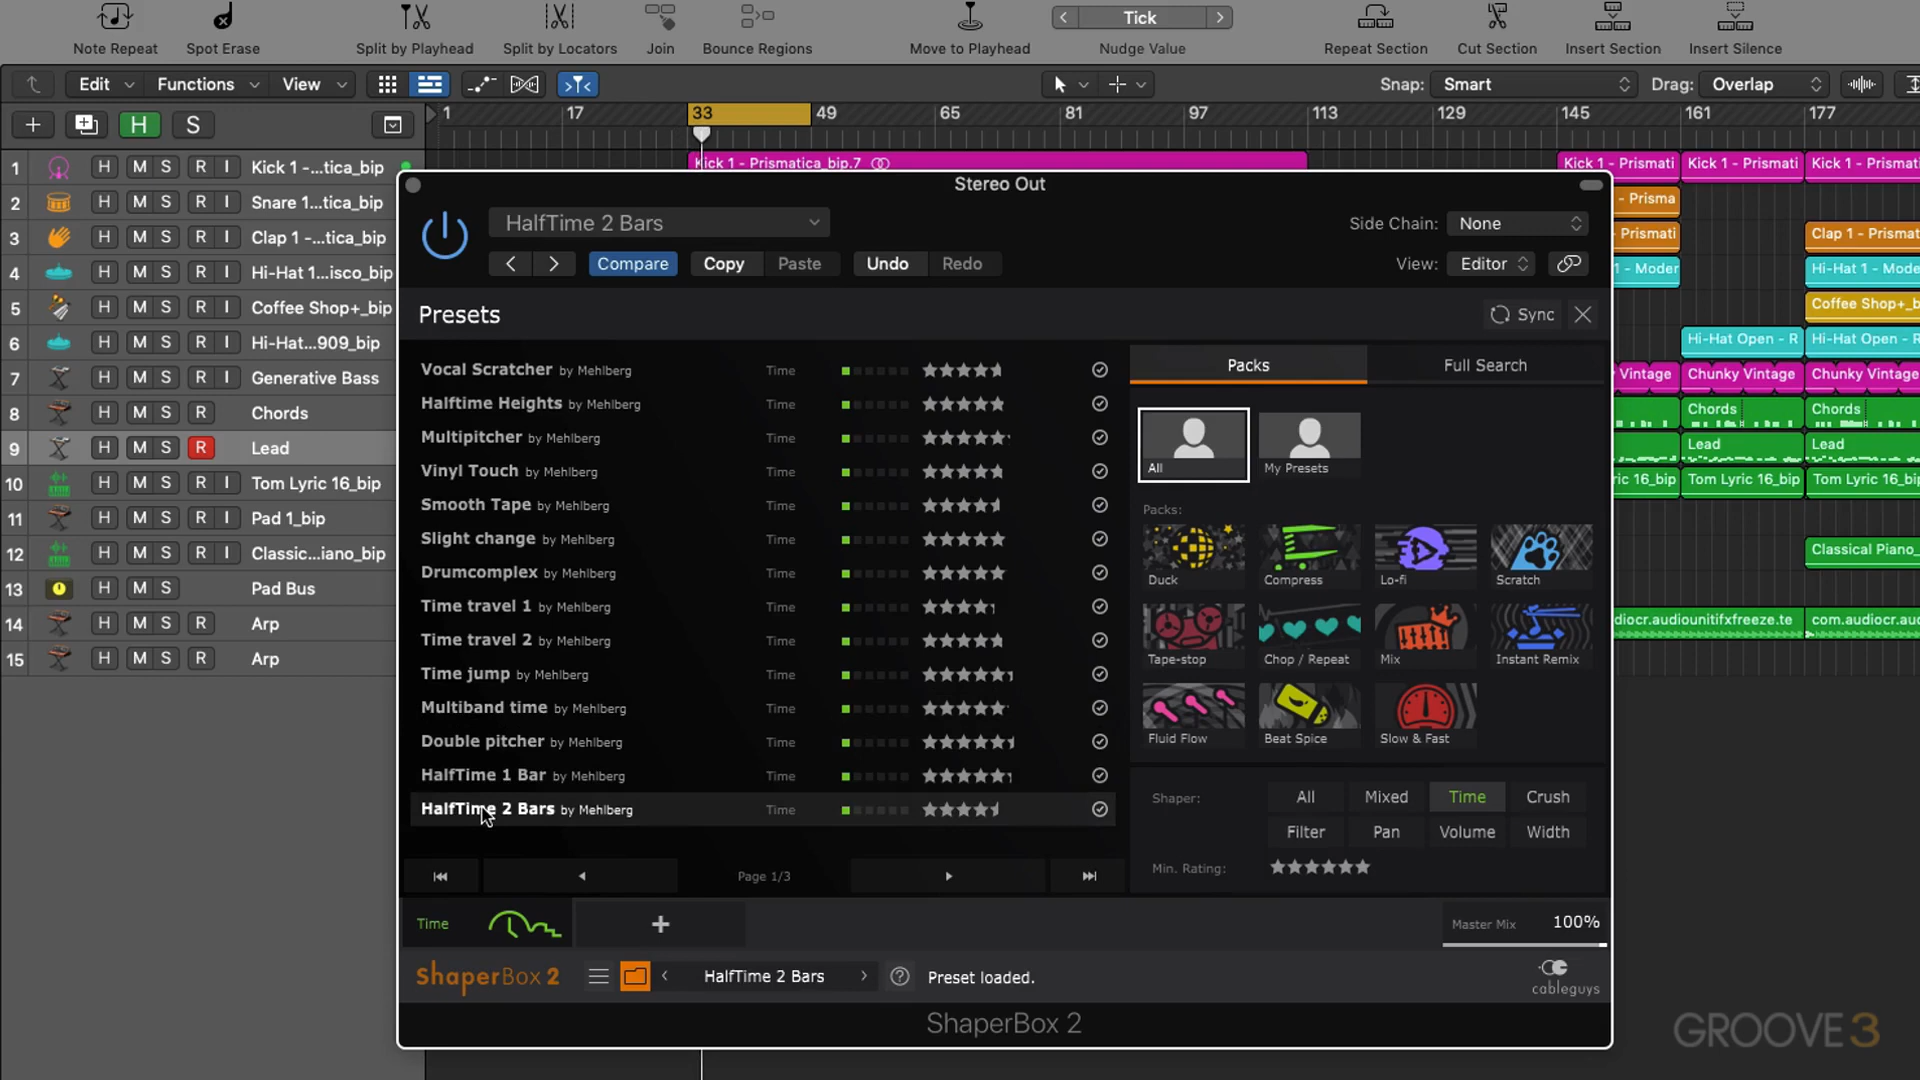 Note Repeat Spot Erase Split by Playhead Split by Locators Join Bounce Regions Move to Playhead Tick Nudge Value Repeat Section Cut Section Insert Section Insert Silence
Edit Functions View Snap: Smart Drag: Overlap
H S 1 17 33 49 65 81 97 113 129 145 161 177
1 H M S R I Kick 1 -...tica_bip Kick 1 - Prismatica_bip.7 Kick 1 - Prismati Kick 1 - Prismati Kick 1 - Prismati
2 H M S R I Snare 1...tica_bip - Prisma
3 H M S R I Clap 1 -...tica_bip - Prismati Clap 1 - Prismat
4 H M S R I Hi-Hat 1...isco_bip 1 - Moder Hi-Hat 1 - Mode
5 H M S R I Coffee Shop+_bip Coffee Shop+_b
6 H M S R I Hi-Hat...909_bip Hi-Hat Open - R Hi-Hat Open - R
7 H M S R I Generative Bass Vintage Chunky Vintage Chunky Vintage
8 H M S R Chords Chords Chords
9 H M S R Lead Lead Lead
10 H M S R I Tom Lyric 16_bip ric 16_bip Tom Lyric 16_bip Tom Lyric 16_bip
11 H M S R I Pad 1_bip
12 H M S R I Classic...iano_bip Classical Piano_
13 H M S Pad Bus
14 H M S R Arp diocr.audiounitifxfreeze.te com.audiocr.aud
15 H M S R Arp
Stereo Out
HalfTime 2 Bars Side Chain: None
Compare Copy Paste Undo Redo View: Editor
Presets Sync
Vocal Scratcher by Mehlberg Time
Halftime Heights by Mehlberg Time
Multipitcher by Mehlberg Time
Vinyl Touch by Mehlberg Time
Smooth Tape by Mehlberg Time
Slight change by Mehlberg Time
Drumcomplex by Mehlberg Time
Time travel 1 by Mehlberg Time
Time travel 2 by Mehlberg Time
Time jump by Mehlberg Time
Multiband time by Mehlberg Time
Double pitcher by Mehlberg Time
HalfTime 1 Bar by Mehlberg Time
HalfTime 2 Bars by Mehlberg Time
Page 1/3
Packs Full Search
All My Presets
Packs:
Duck Compress Lo-fi Scratch
Tape-stop Chop / Repeat Mix Instant Remix
Fluid Flow Beat Spice Slow & Fast
Shaper: All Mixed Time Crush
Filter Pan Volume Width
Min. Rating:
Time + Master Mix 100%
ShaperBox 2 HalfTime 2 Bars Preset loaded. cableguys
ShaperBox 2
GROOVE 3